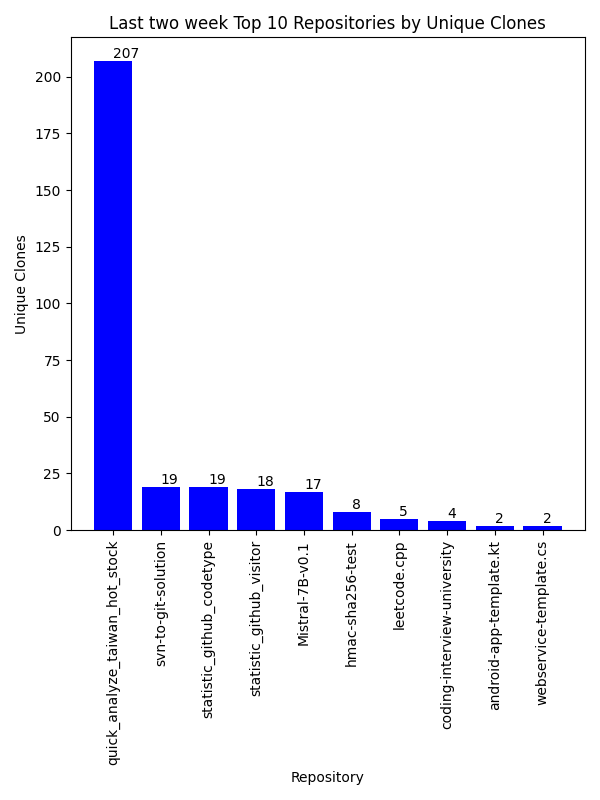 Last two week Top 10 Repositories by Unique Clones
207
200
175
150
125
100
75
50
25
0
Unique Clones
19
19
18
17
8
5
4
2
2
quick_analyze_taiwan_hot_stock
svn-to-git-solution
statistic_github_codetype
statistic_github_visitor
Mistral-7B-v0.1
hmac-sha256-test
leetcode.cpp
coding-interview-university
android-app-template.kt
webservice-template.cs
Repository